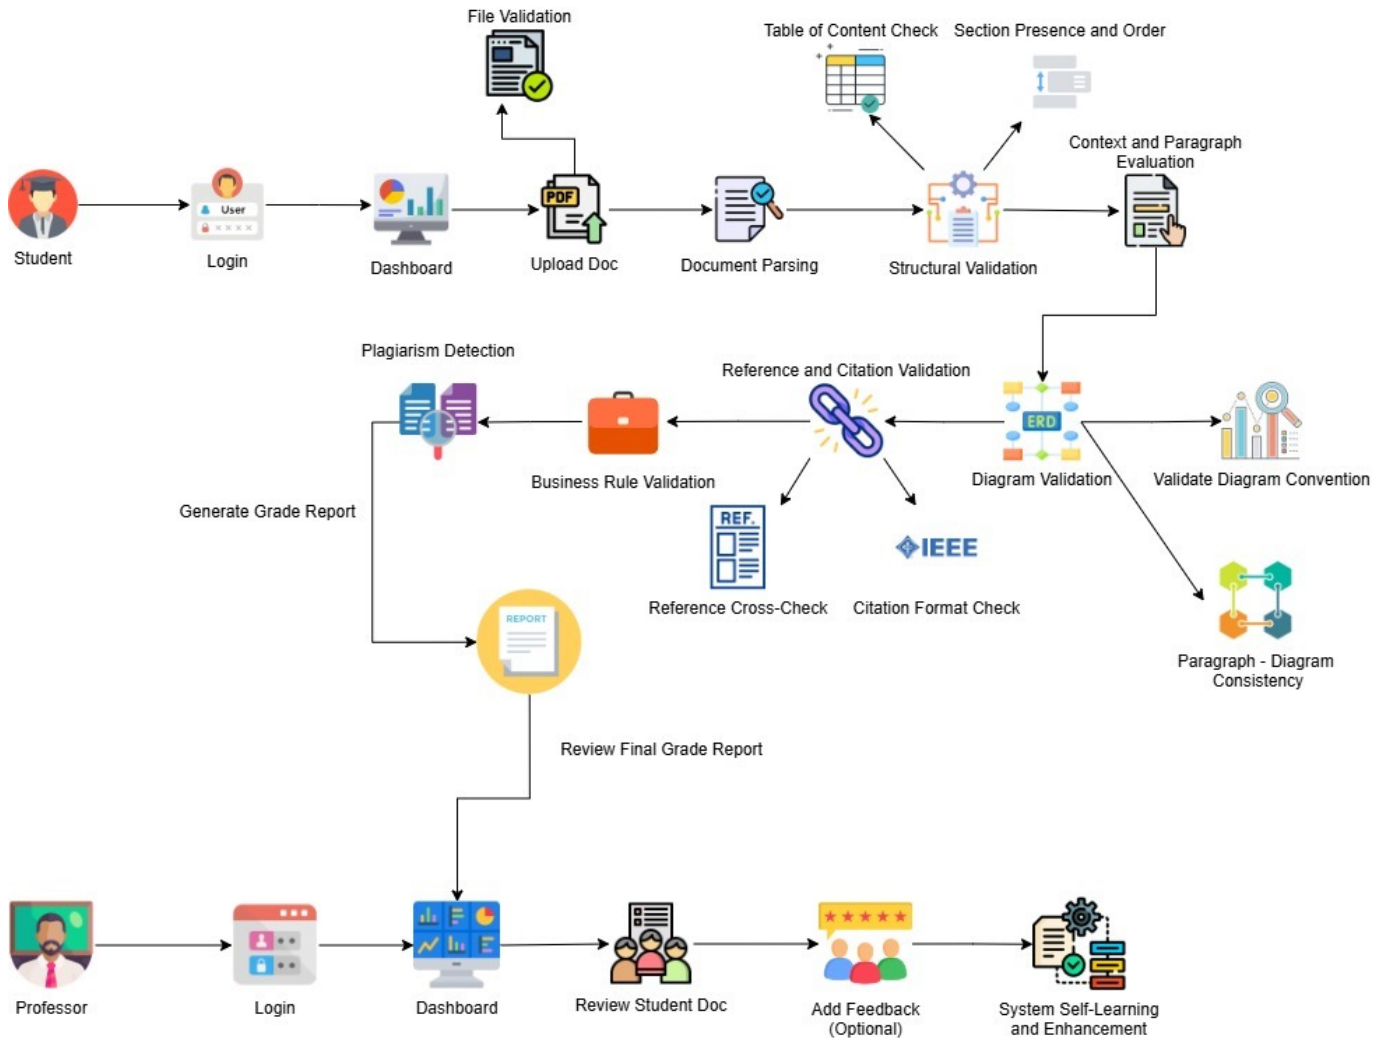 File Validation
Table of Content Check
Section Presence and Order
Context and Paragraph
Evaluation
User
PDF
Student
Login
Dashboard
Upload Doc
Document Parsing
Structural Validation
Plagiarism Detection
Reference and Citation Validation
ERD
Business Rule Validation
Diagram Validation
Validate Diagram Convention
Generate Grade Report
REF.
IEEE
Reference Cross-Check
Citation Format Check
REPORT
Paragraph - Diagram
Consistency
Review Final Grade Report
Professor
Login
Dashboard
Review Student Doc
Add Feedback
(Optional)
System Self-Learning
and Enhancement